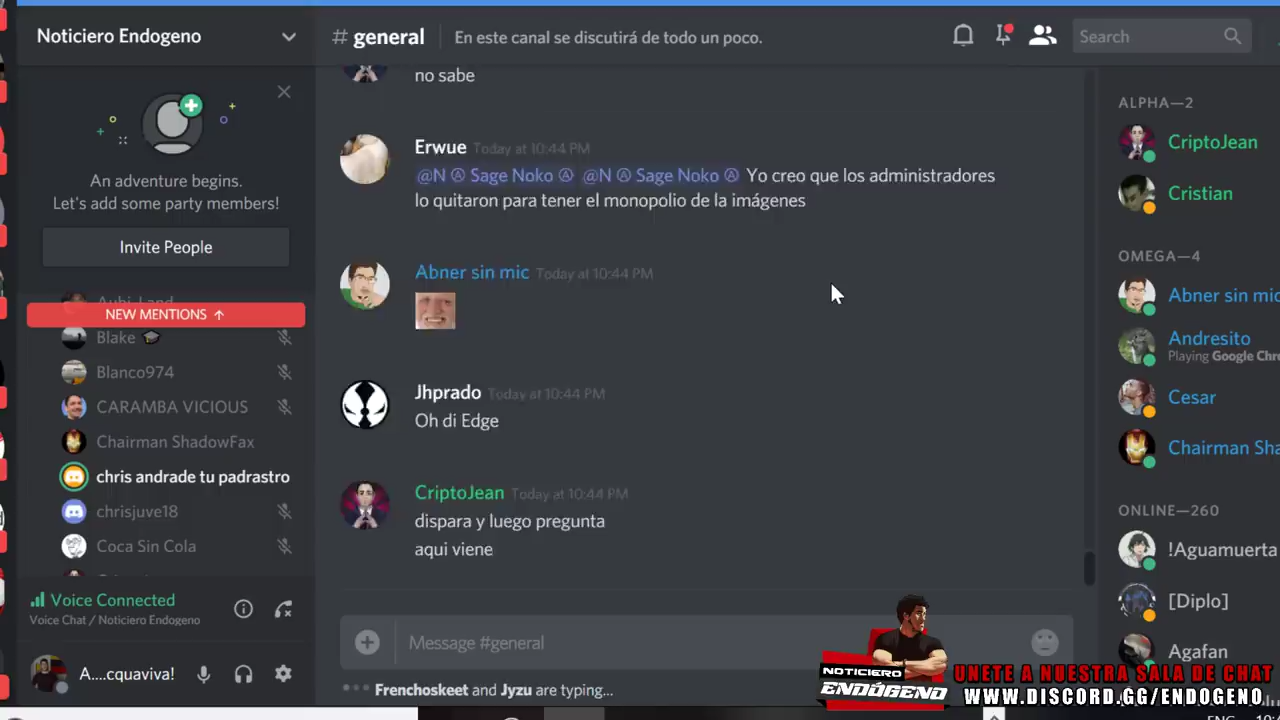 Noticiero Endogeno
# general
En este canal se discutirá de todo un poco.
Search
An adventure begins.
Let's add some party members!
Invite People
NEW MENTIONS ↑
Blake
Blanco974
CARAMBA VICIOUS
Chairman ShadowFax
chris andrade tu padrastro
chrisjuve18
Coca Sin Cola
Voice Connected
Voice Chat / Noticiero Endogeno
A....cquaviva!
no sabe
Erwue Today at 10:44 PM
@N Ⓐ Sage Noko Ⓐ @N Ⓐ Sage Noko Ⓐ Yo creo que los administradores
lo quitaron para tener el monopolio de la imágenes
Abner sin mic Today at 10:44 PM
Jhprado Today at 10:44 PM
Oh di Edge
CriptoJean Today at 10:44 PM
dispara y luego pregunta
aqui viene
Message #general
Frenchoskeet and Jyzu are typing...
ALPHA—2
CriptoJean
Cristian
OMEGA—4
Abner sin mic
Andresito
Playing Google Chr
Cesar
Chairman Sha
ONLINE—260
!Aguamuerta
[Diplo]
Agafan
NOTICIERO
ENDÓGENO
UNETE A NUESTRA SALA DE CHAT
WWW.DISCORD.GG/ENDOGENO